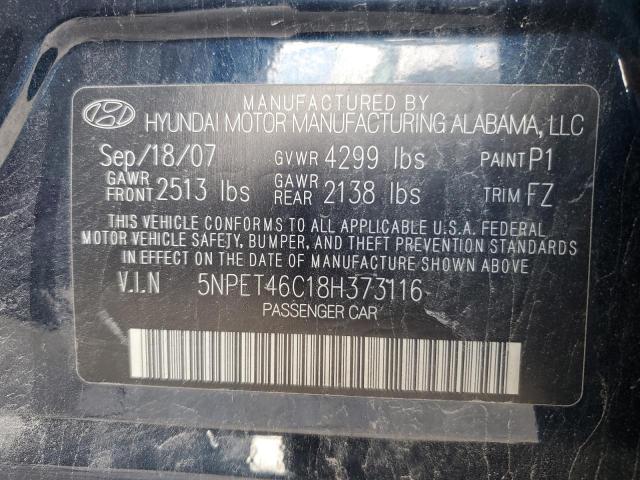 MANUFACTURED BY
HYUNDAI MOTOR MANUFACTURING ALABAMA, LLC
Sep/18/07 GVWR 4299 lbs PAINT P1
GAWR FRONT 2513 lbs GAWR REAR 2138 lbs TRIM FZ
THIS VEHICLE CONFORMS TO ALL APPLICABLE U.S.A. FEDERAL
MOTOR VEHICLE SAFETY, BUMPER, AND THEFT PREVENTION STANDARDS
IN EFFECT ON THE DATE OF MANUFACTURE SHOWN ABOVE
V.I.N 5NPET46C18H373116
PASSENGER CAR